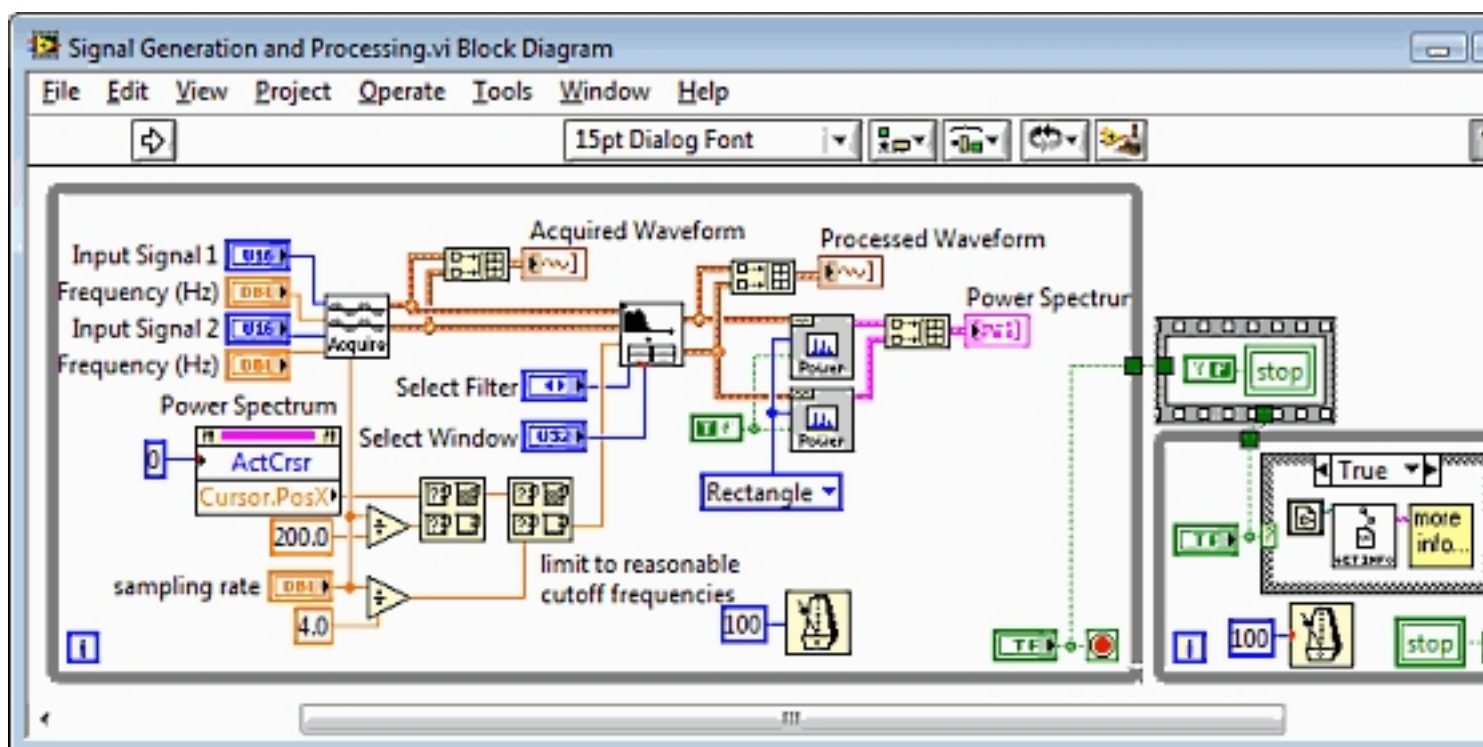 Signal Generation and Processing.vi Block Diagram
File Edit View Project Operate Tools Window Help
15pt Dialog Font
Acquired Waveform
Processed Waveform
Input Signal 1 U16
Frequency (Hz) DBL
Power Spectrum
Input Signal 2 U16
Acquire
Power
Frequency (Hz) DBL
Select Filter
stop
Power Spectrum
T F
Power
Select Window U32
0
ActCrsr
Cursor.PosX
Rectangle
True
200.0
TF
more
info...
sampling rate DBL
limit to reasonable
cutoff frequencies
4.0
100
i
TF
i
100
stop